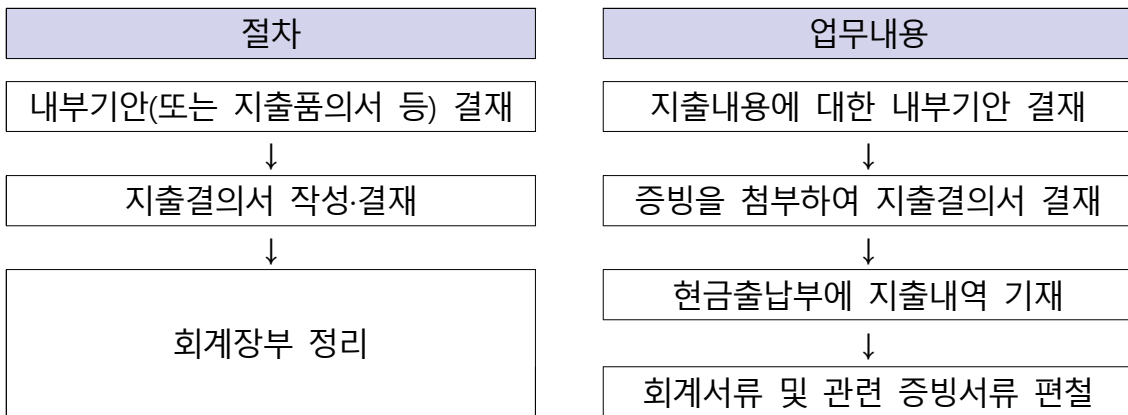 절차
업무내용
내부기안(또는 지출품의서 등) 결재
지출내용에 대한 내부기안 결재
↓
↓
지출결의서 작성·결재
증빙을 첨부하여 지출결의서 결재
↓
↓
회계장부 정리
현금출납부에 지출내역 기재
↓
회계서류 및 관련 증빙서류 편철